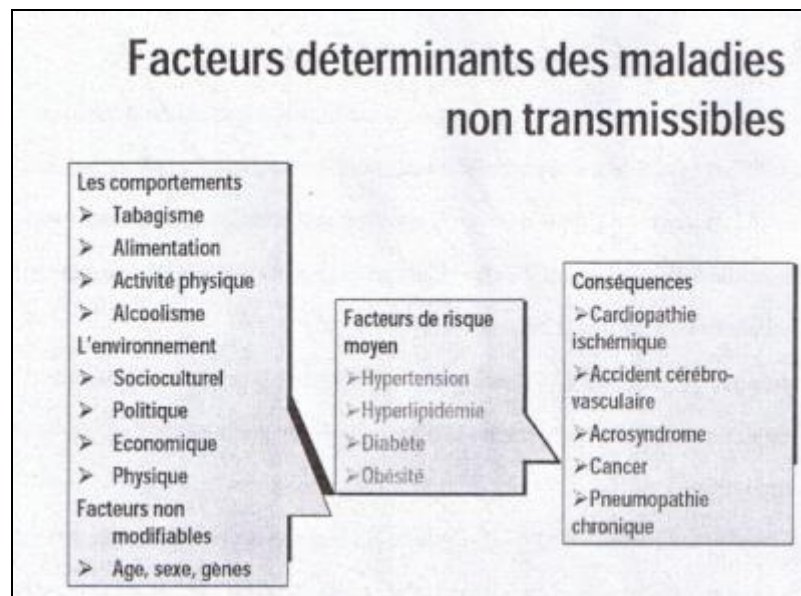 Facteurs déterminants des maladies
non transmissibles
Les comportements
➢ Tabagisme
➢ Alimentation
➢ Activité physique
➢ Alcoolisme
L'environnement
➢ Socioculturel
➢ Politique
➢ Economique
➢ Physique
Facteurs non
modifiables
➢ Age, sexe, gènes
Facteurs de risque
moyen
➢Hypertension
➢Hyperlipidémie
➢Diabète
➢Obésité
Conséquences
➢Cardiopathie
ischémique
➢Accident cérébro-
vasculaire
➢Acrosyndrome
➢Cancer
➢Pneumopathie
chronique